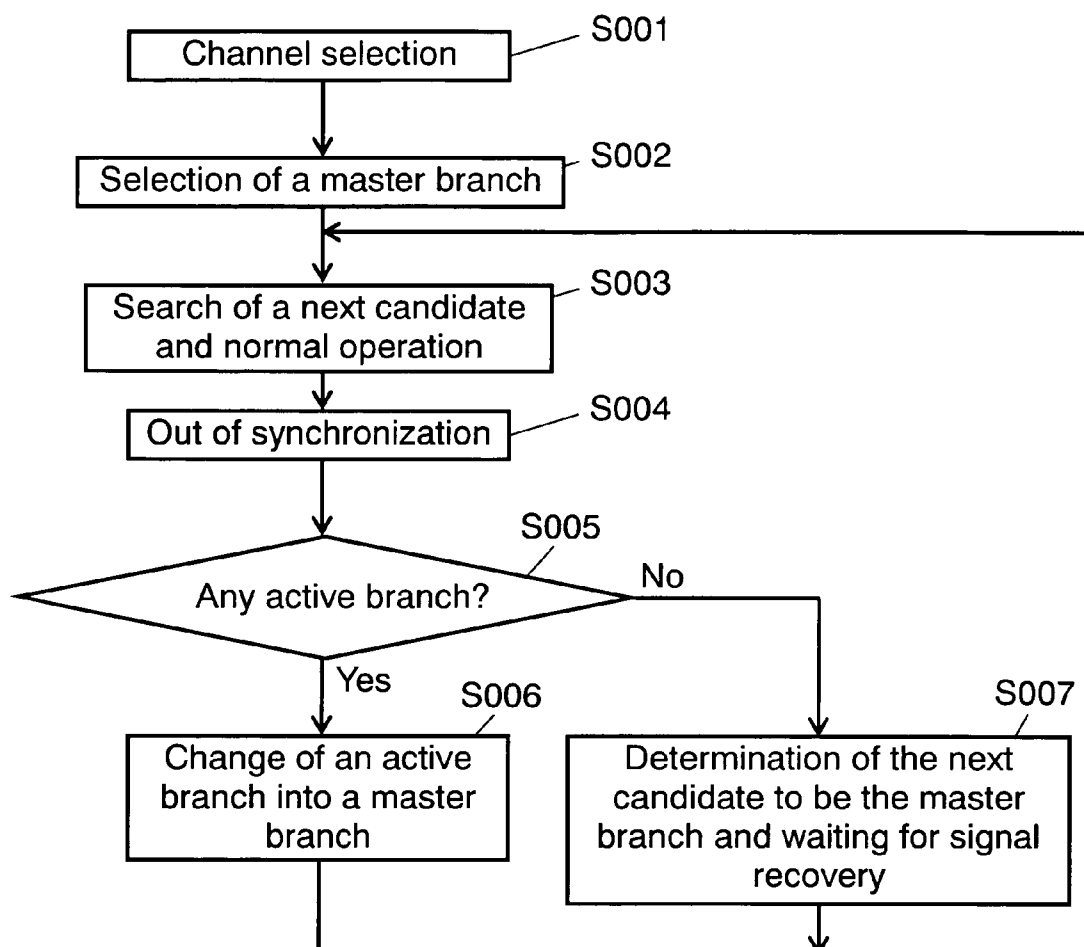 S001
Channel selection
S002
Selection of a master branch
S003
Search of a next candidate
and normal operation
S004
Out of synchronization
S005
Any active branch?
No
Yes
S006
S007
Change of an active
branch into a master
branch
Determination of the next
candidate to be the master
branch and waiting for signal
recovery